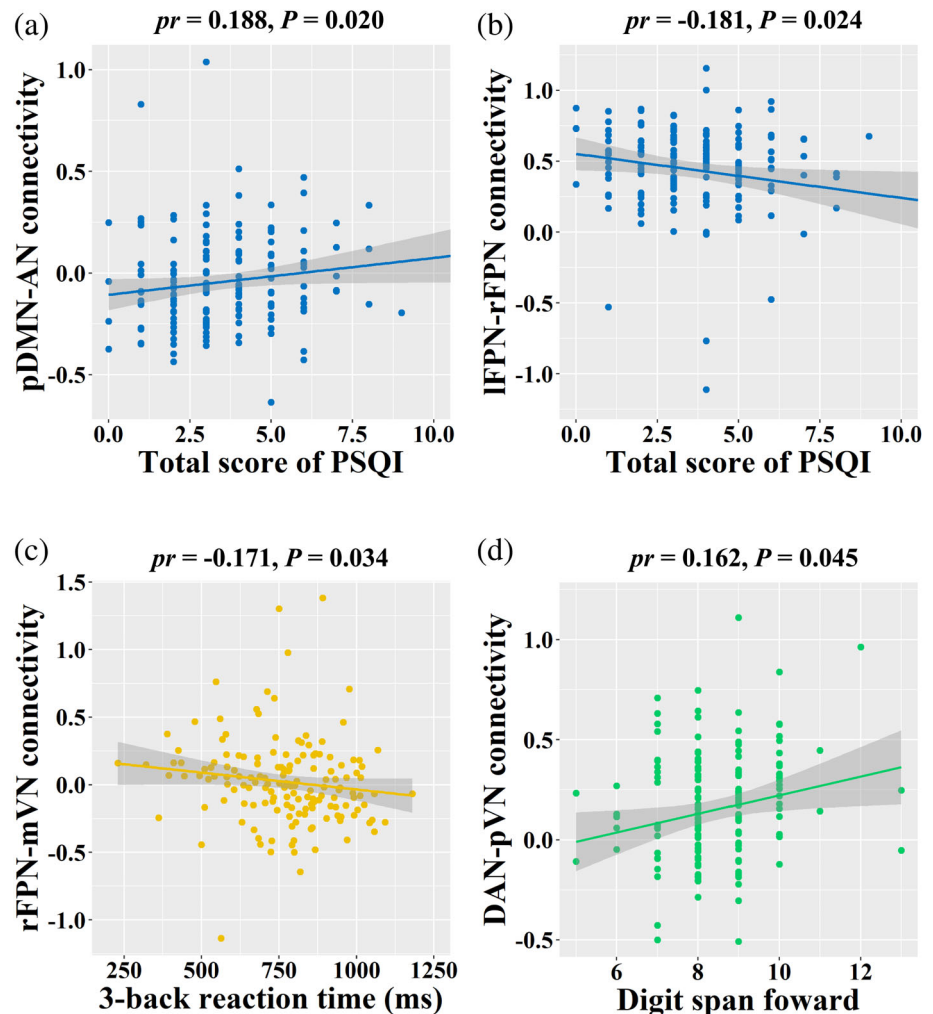 (a)
pr = 0.188, P = 0.020
pDMN-AN connectivity
1.0
0.5
0.0
-0.5
0.0 2.5 5.0 7.5 10.0
Total score of PSQI
(b)
pr = -0.181, P = 0.024
lFPN-rFPN connectivity
1.0
0.5
0.0
-0.5
-1.0
0.0 2.5 5.0 7.5 10.0
Total score of PSQI
(c)
pr = -0.171, P = 0.034
rFPN-mVN connectivity
1.5
1.0
0.5
0.0
-0.5
-1.0
250 500 750 1000 1250
3-back reaction time (ms)
(d)
pr = 0.162, P = 0.045
DAN-pVN connectivity
1.0
0.5
0.0
-0.5
6 8 10 12
Digit span foward